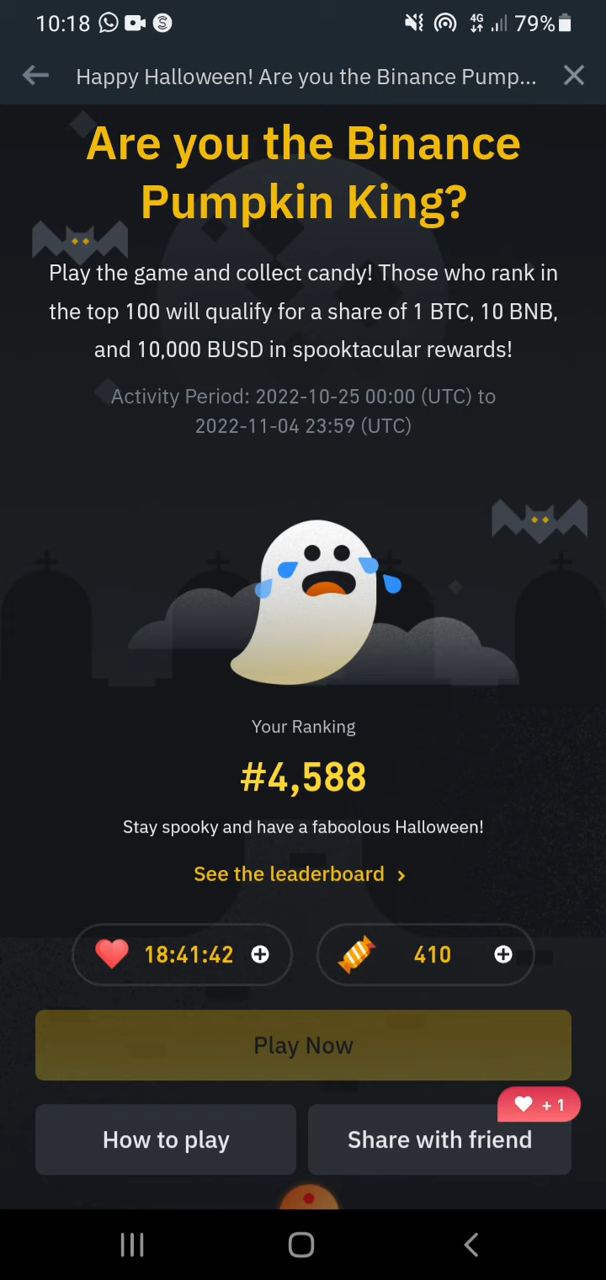 10:18 4G 79%
Happy Halloween! Are you the Binance Pump...
Are you the Binance
Pumpkin King?
Play the game and collect candy! Those who rank in
the top 100 will qualify for a share of 1 BTC, 10 BNB,
and 10,000 BUSD in spooktacular rewards!
Activity Period: 2022-10-25 00:00 (UTC) to
2022-11-04 23:59 (UTC)
Your Ranking
#4,588
Stay spooky and have a faboolous Halloween!
See the leaderboard >
18:41:42 410
Play Now
+ 1
How to play Share with friend